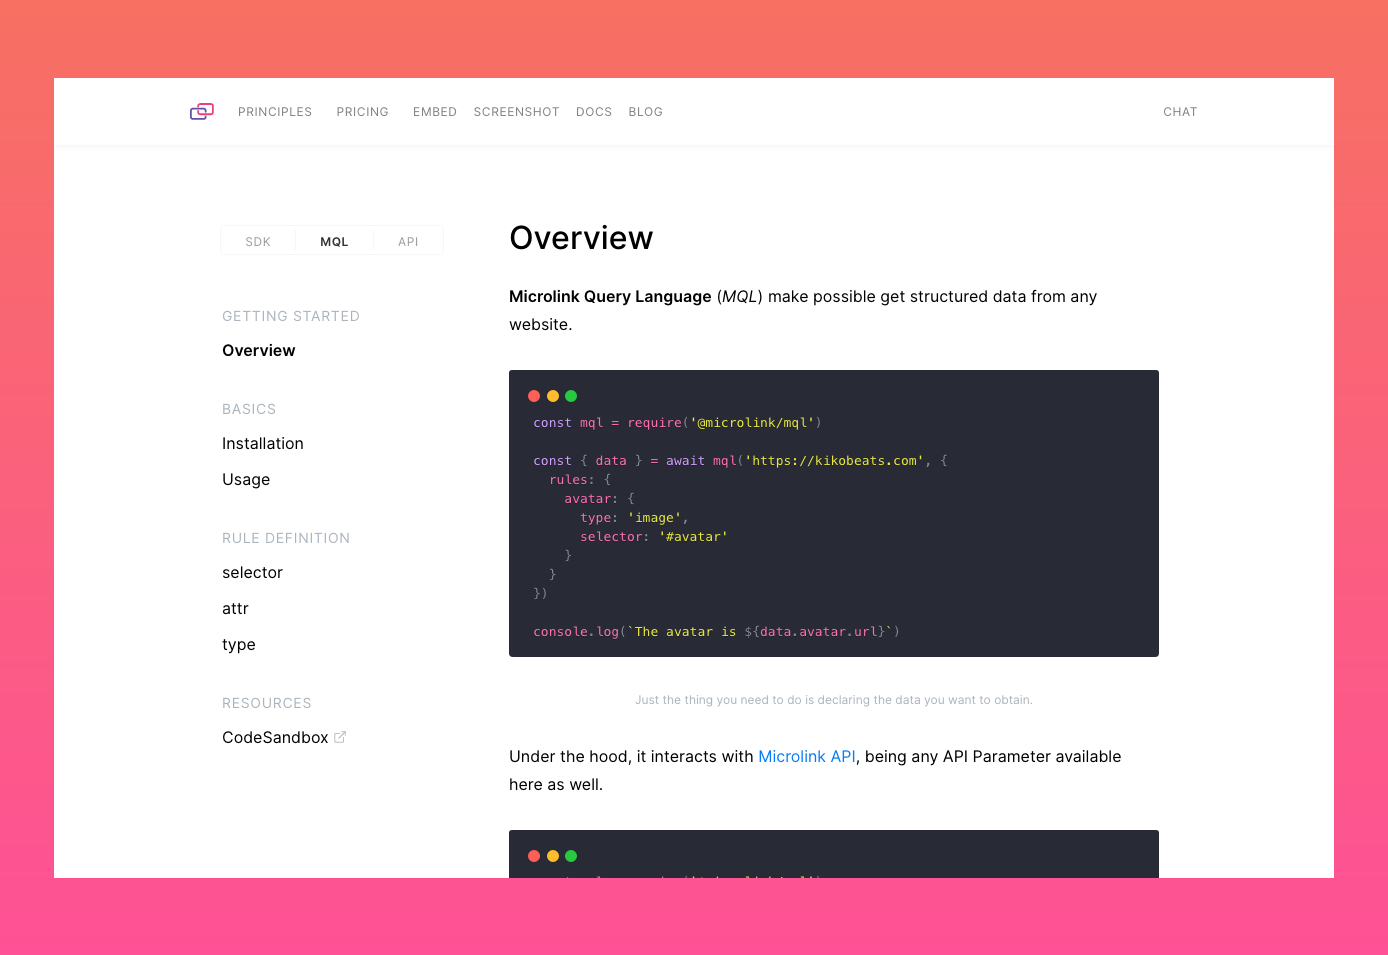 PRINCIPLES PRICING EMBED SCREENSHOT DOCS BLOG CHAT
SDK MQL API
GETTING STARTED
Overview
BASICS
Installation
Usage
RULE DEFINITION
selector
attr
type
RESOURCES
CodeSandbox
Overview
Microlink Query Language (MQL) make possible get structured data from any
website.
const mql = require('@microlink/mql')
const { data } = await mql('https://kikobeats.com', {
  rules: {
    avatar: {
      type: 'image',
      selector: '#avatar'
    }
  }
})
console.log(`The avatar is ${data.avatar.url}`)
Just the thing you need to do is declaring the data you want to obtain.
Under the hood, it interacts with Microlink API, being any API Parameter available
here as well.